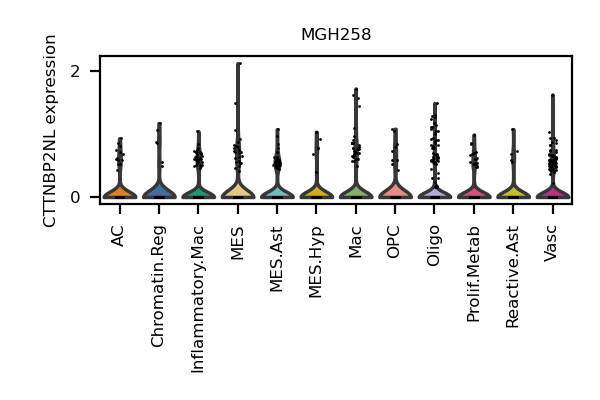 MGH258
CTTNBP2NL expression
2
0
AC
Chromatin.Reg
Inflammatory.Mac
MES
MES.Ast
MES.Hyp
Mac
OPC
Oligo
Prolif.Metab
Reactive.Ast
Vasc